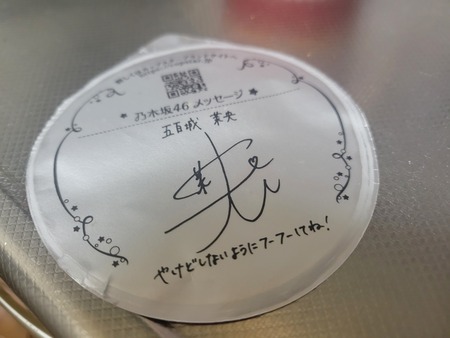 ★ 乃木坂46 メッセージ ★
五百城 茉央
やけどしないようにフーフーしてね!